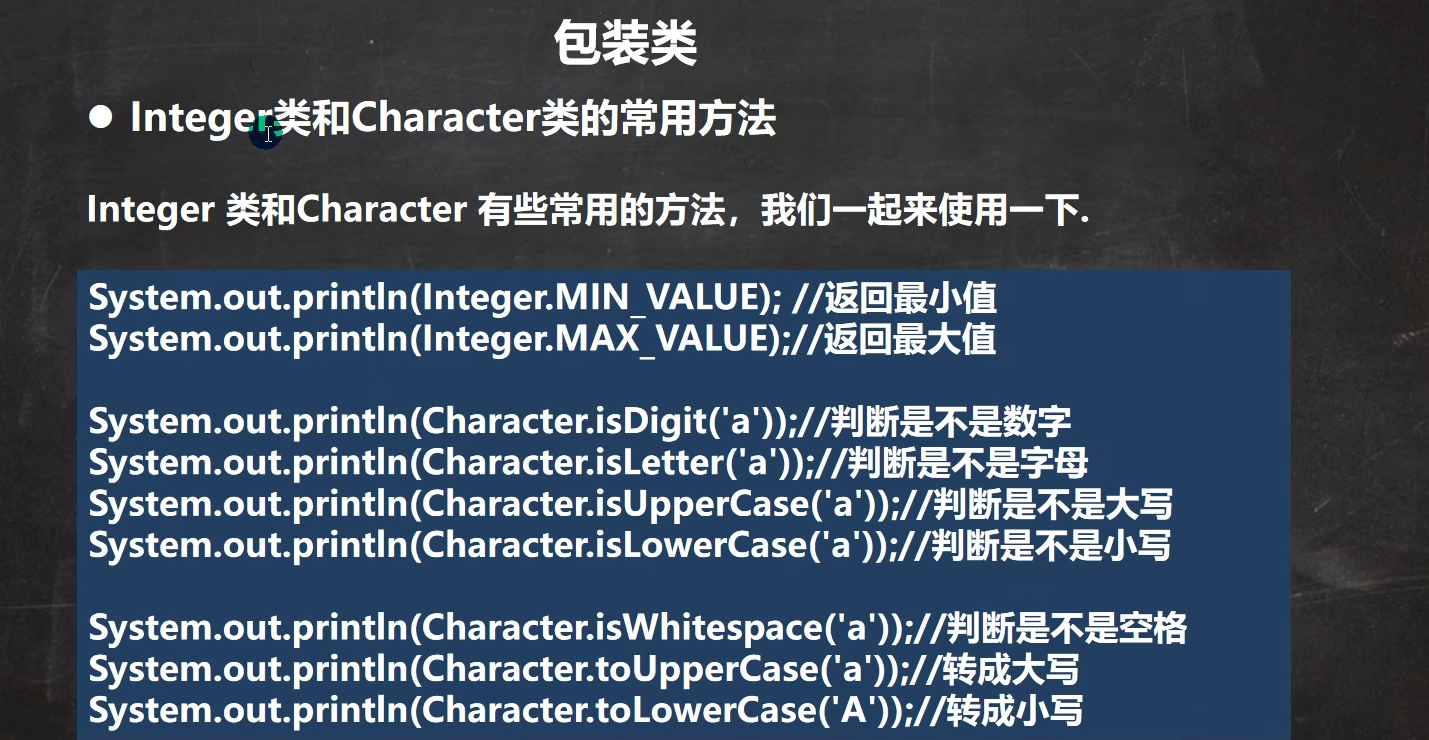 包装类
● Integer类和Character类的常用方法
Integer 类和Character 有些常用的方法，我们一起来使用一下.
System.out.println(Integer.MIN_VALUE); //返回最小值
System.out.println(Integer.MAX_VALUE);//返回最大值
System.out.println(Character.isDigit('a'));//判断是不是数字
System.out.println(Character.isLetter('a'));//判断是不是字母
System.out.println(Character.isUpperCase('a'));//判断是不是大写
System.out.println(Character.isLowerCase('a'));//判断是不是小写
System.out.println(Character.isWhitespace('a'));//判断是不是空格
System.out.println(Character.toUpperCase('a'));//转成大写
System.out.println(Character.toLowerCase('A'));//转成小写